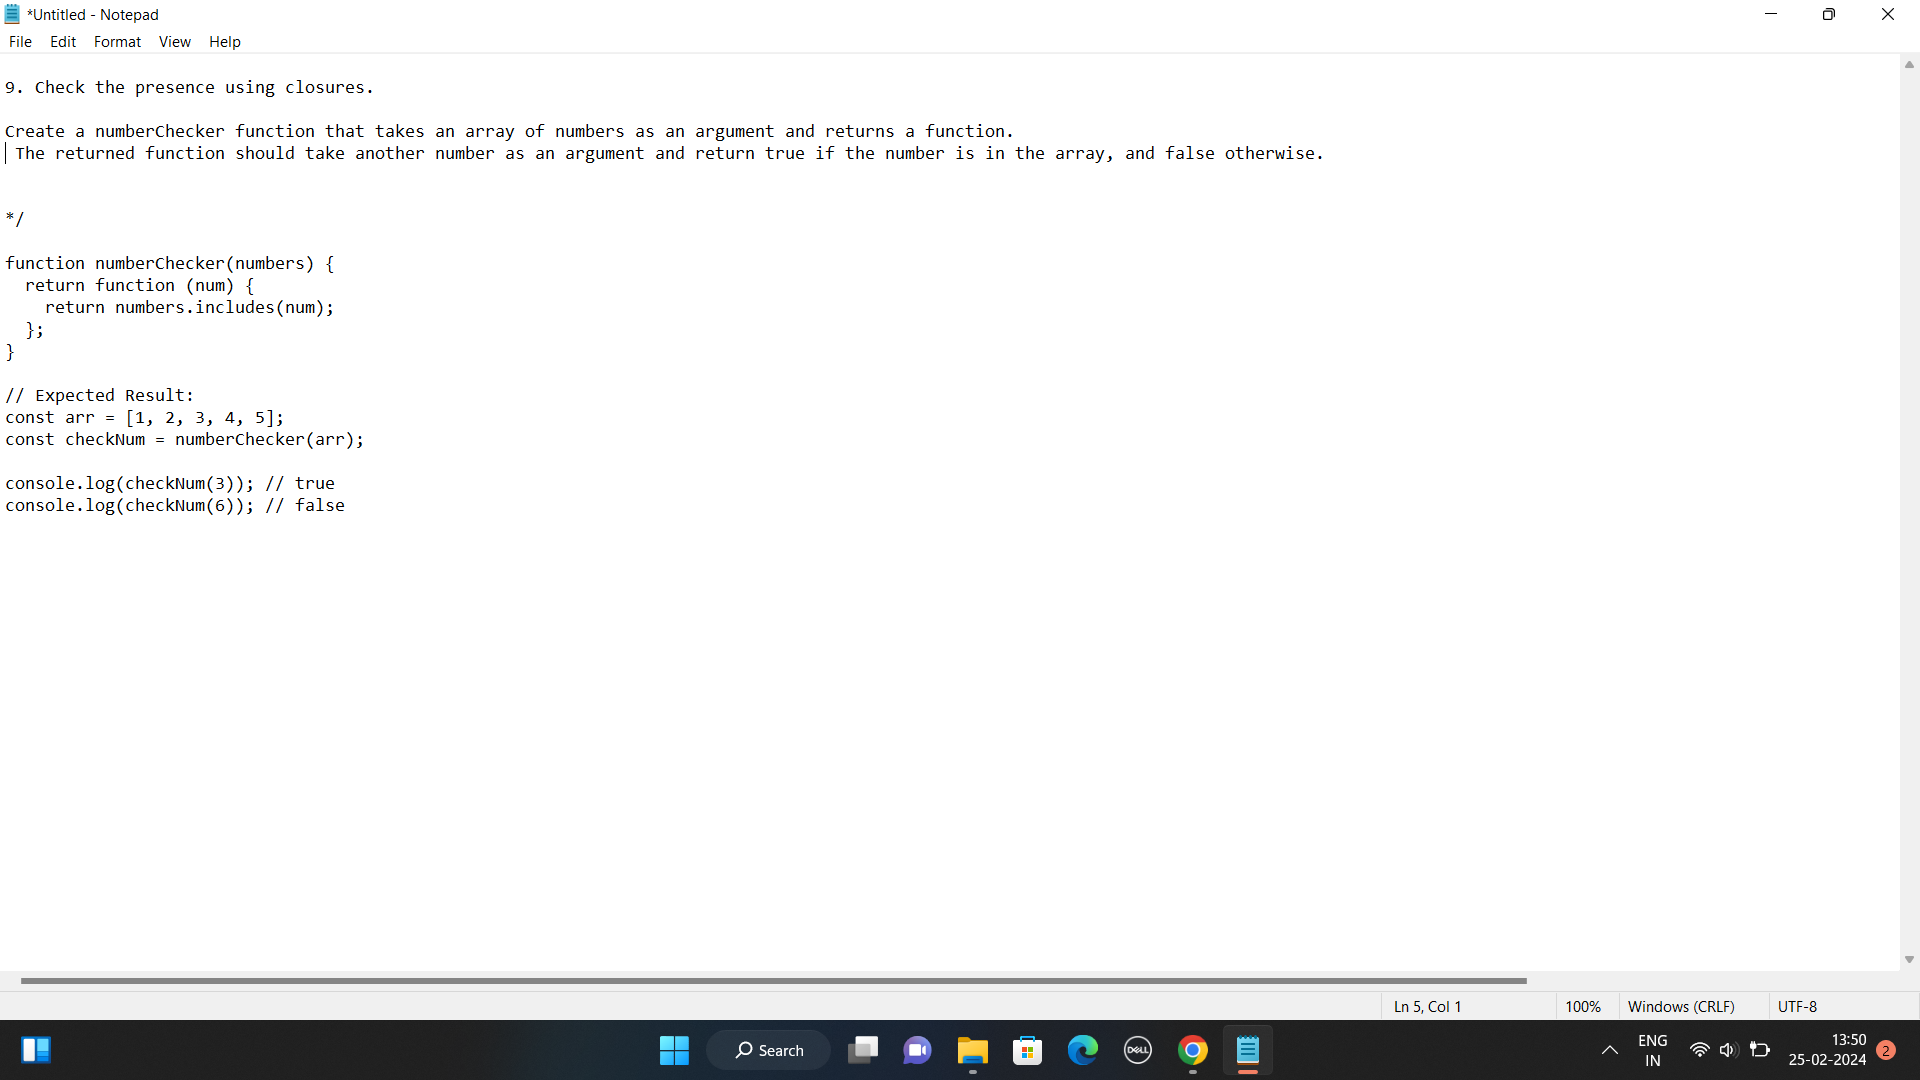 *Untitled - Notepad
File Edit Format View Help
9. Check the presence using closures.
Create a numberChecker function that takes an array of numbers as an argument and returns a function.
The returned function should take another number as an argument and return true if the number is in the array, and false otherwise.
*/
function numberChecker(numbers) {
  return function (num) {
    return numbers.includes(num);
  };
}
// Expected Result:
const arr = [1, 2, 3, 4, 5];
const checkNum = numberChecker(arr);
console.log(checkNum(3)); // true
console.log(checkNum(6)); // false
Ln 5, Col 1 100% Windows (CRLF) UTF-8
Search DELL ENG 13:50
IN 25-02-2024 2